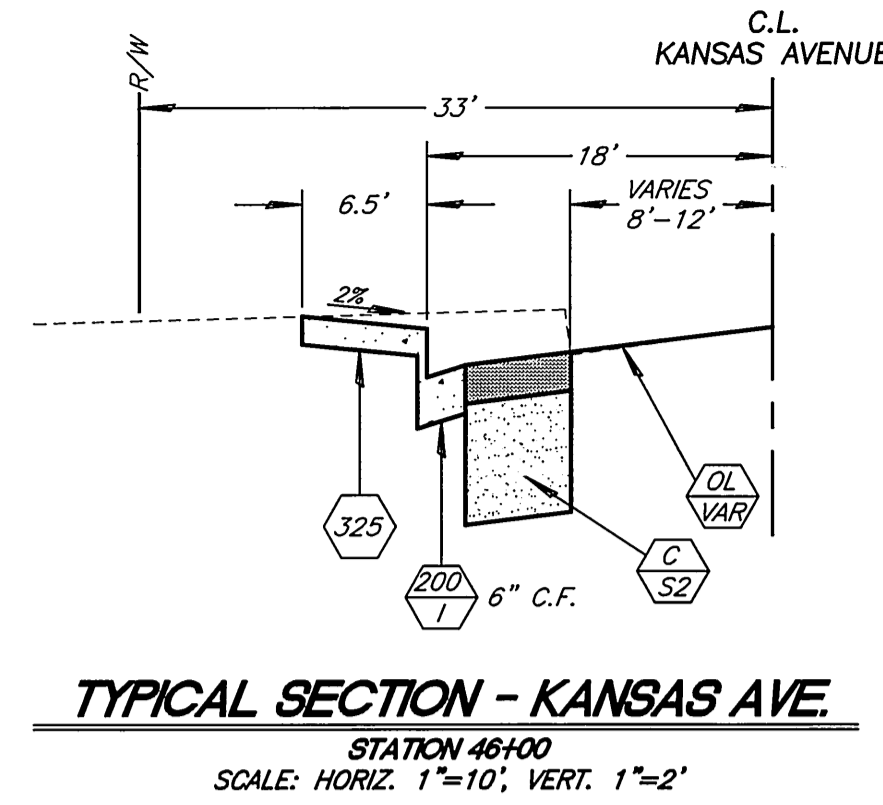 C.L.
KANSAS AVENUE
R/W
33'
18'
6.5'
VARIES
8'-12'
2%
OL
VAR
325
C
S2
200
1
6" C.F.
TYPICAL SECTION - KANSAS AVE.
STATION 46+00
SCALE: HORIZ. 1"=10', VERT. 1"=2'